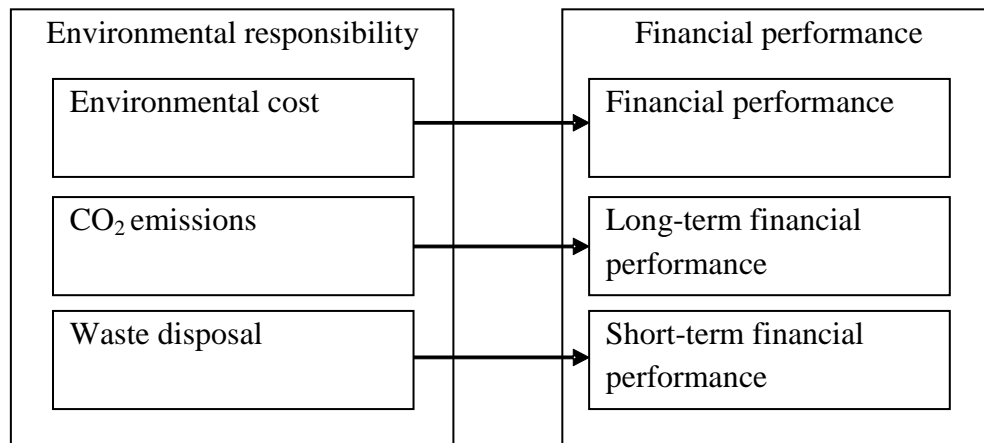 Environmental responsibility
Financial performance
Environmental cost
Financial performance
CO₂ emissions
Long-term financial
performance
Waste disposal
Short-term financial
performance